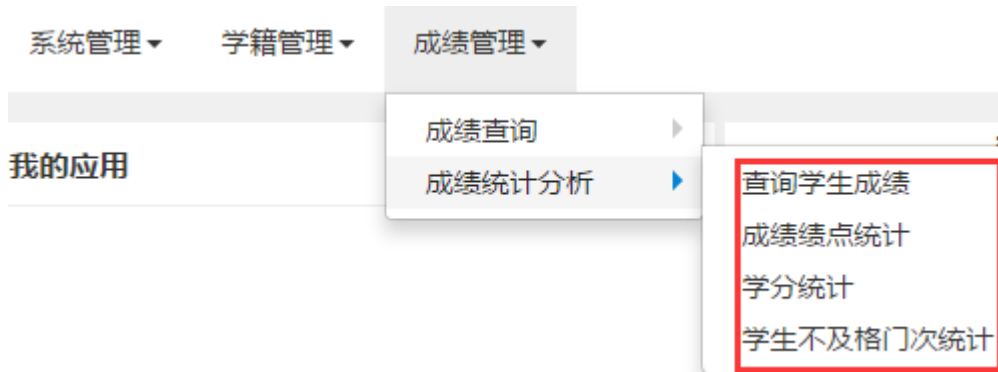 系统管理 学籍管理 成绩管理
成绩查询
我的应用
成绩统计分析
查询学生成绩
成绩绩点统计
学分统计
学生不及格门次统计